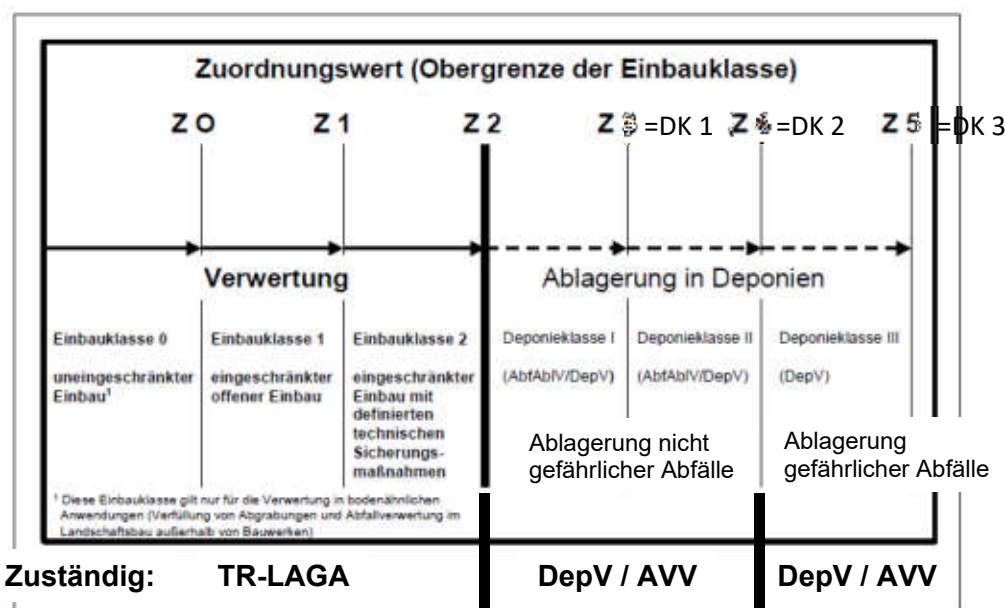 Zuordnungswert (Obergrenze der Einbauklasse)
Z 0 Z 1 Z 2 Z 3 =DK 1 Z 4 =DK 2 Z 5 =DK 3
Verwertung
Ablagerung in Deponien
Einbauklasse 0
uneingeschränkter
Einbau¹
Einbauklasse 1
eingeschränkter
offener Einbau
Einbauklasse 2
eingeschränkter
Einbau mit
definierten
technischen
Sicherungs-
maßnahmen
Deponieklasse I
(AbfAblV/DepV)
Deponieklasse II
(AbfAblV/DepV)
Deponieklasse III
(DepV)
Ablagerung nicht
gefährlicher Abfälle
Ablagerung
gefährlicher Abfälle
¹ Diese Einbauklasse gilt nur für die Verwertung in bodenähnlichen
Anwendungen (Verfüllung von Abgrabungen und Abfallverwertung im
Landschaftsbau außerhalb von Bauwerken)
Zuständig: TR-LAGA DepV / AVV DepV / AVV